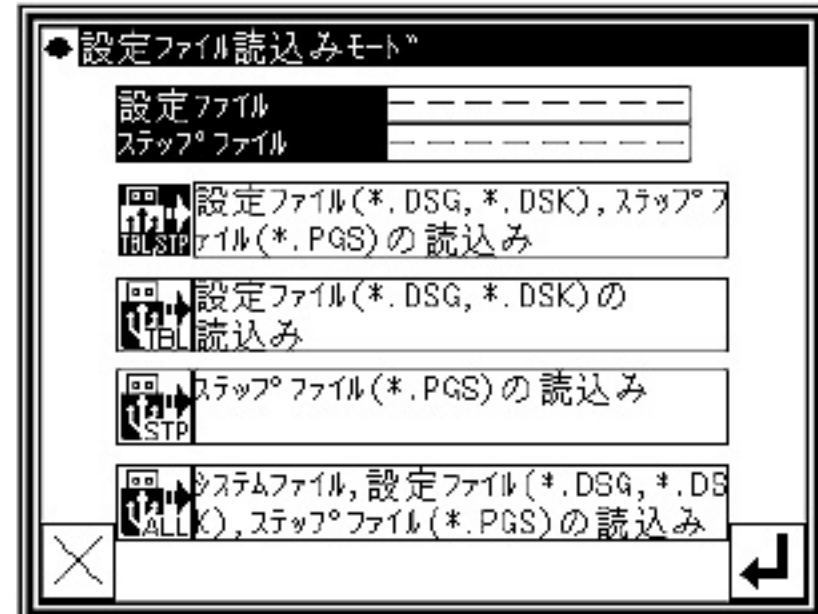 設定ﾌｧｲﾙ読込みﾓｰﾄﾞ
設定ﾌｧｲﾙ
ｽﾃｯﾌﾟﾌｧｲﾙ
設定ﾌｧｲﾙ(*.DSG,*.DSK),ｽﾃｯﾌﾟﾌ
ｧｲﾙ(*.PGS)の読込み
TBL STP
設定ﾌｧｲﾙ(*.DSG,*.DSK)の
読込み
TBL
ｽﾃｯﾌﾟﾌｧｲﾙ(*.PGS)の読込み
STP
ｼｽﾃﾑﾌｧｲﾙ,設定ﾌｧｲﾙ(*.DSG,*.DS
K),ｽﾃｯﾌﾟﾌｧｲﾙ(*.PGS)の読込み
ALL